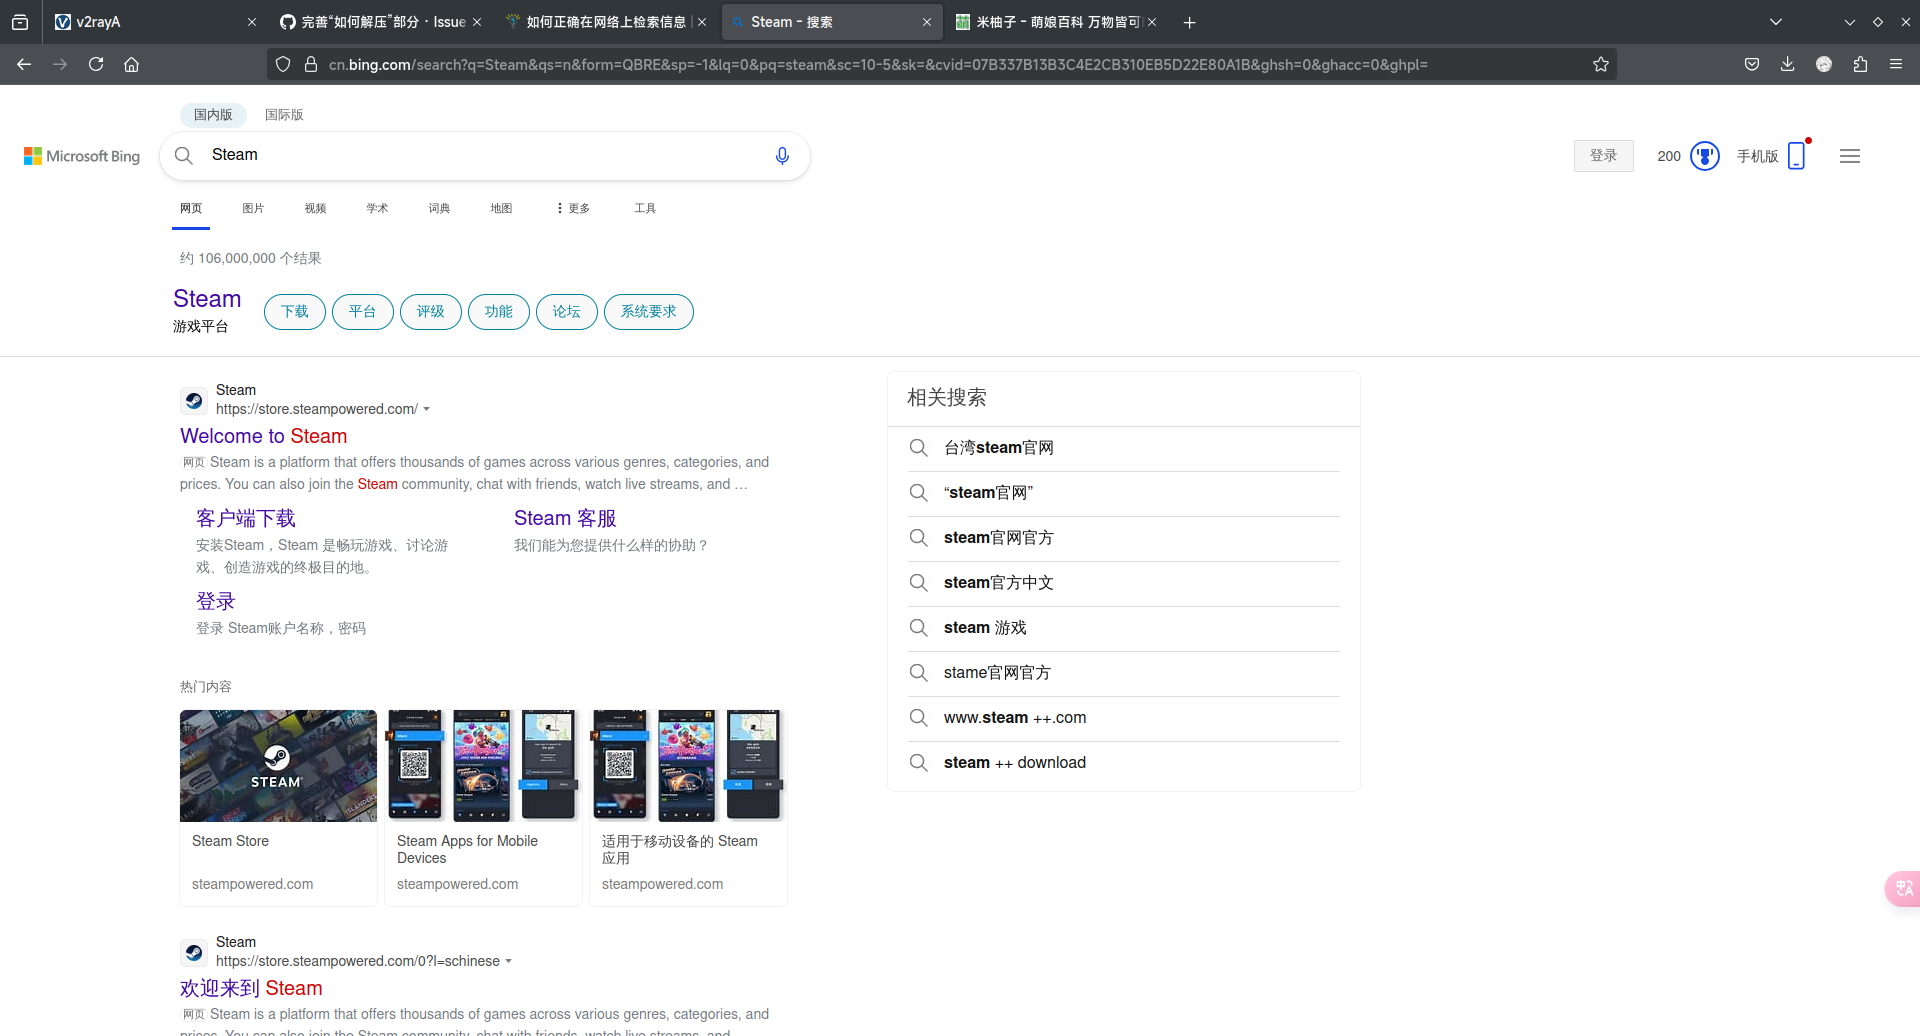 v2rayA
完善“如何解压”部分 · Issue
如何正确在网络上检索信息 |
Steam - 搜索
米柚子 - 萌娘百科 万物皆可
cn.bing.com/search?q=Steam&qs=n&form=QBRE&sp=-1&lq=0&pq=steam&sc=10-5&sk=&cvid=07B337B13B3C4E2CB310EB5D22E80A1B&ghsh=0&ghacc=0&ghpl=
国内版 国际版
Microsoft Bing
Steam
登录
200
手机版
网页 图片 视频 学术 词典 地图 更多 工具
约 106,000,000 个结果
Steam
游戏平台
下载 平台 评级 功能 论坛 系统要求
Steam
https://store.steampowered.com/
Welcome to Steam
网页 Steam is a platform that offers thousands of games across various genres, categories, and
prices. You can also join the Steam community, chat with friends, watch live streams, and …
客户端下载
安装Steam，Steam 是畅玩游戏、讨论游
戏、创造游戏的终极目的地。
Steam 客服
我们能为您提供什么样的协助？
登录
登录 Steam账户名称，密码
热门内容
STEAM
Steam Store
steampowered.com
Steam Apps for Mobile
Devices
steampowered.com
适用于移动设备的 Steam
应用
steampowered.com
Steam
https://store.steampowered.com/0?l=schinese
欢迎来到 Steam
网页 Steam is a platform that offers thousands of games across various genres, categories, and
prices. You can also join the Steam community, chat with friends, watch live streams, and
相关搜索
台湾steam官网
“steam官网”
steam官网官方
steam官方中文
steam 游戏
stame官网官方
www.steam ++.com
steam ++ download